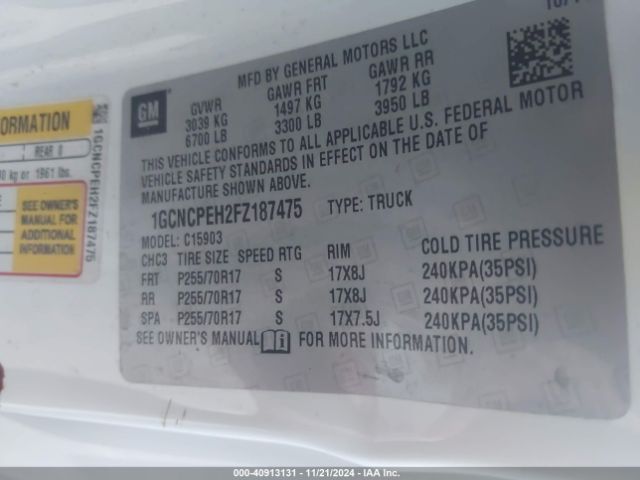 MFD BY GENERAL MOTORS LLC
GM
GVWR GAWR FRT GAWR RR
3039 KG 1497 KG 1792 KG
6700 LB 3300 LB 3950 LB
THIS VEHICLE CONFORMS TO ALL APPLICABLE U.S. FEDERAL MOTOR
VEHICLE SAFETY STANDARDS IN EFFECT ON THE DATE OF
MANUFACTURE SHOWN ABOVE.
1GCNCPEH2FZ187475 TYPE: TRUCK
MODEL: C15903
CHC3 TIRE SIZE SPEED RTG RIM COLD TIRE PRESSURE
FRT P255/70R17 S 17X8J 240KPA(35PSI)
RR P255/70R17 S 17X8J 240KPA(35PSI)
SPA P255/70R17 S 17X7.5J 240KPA(35PSI)
SEE OWNER'S MANUAL i FOR MORE INFORMATION.
ORMATION
REAR 0
kg or 1961 lbs.
SEE OWNER'S
MANUAL FOR
ADDITIONAL
INFORMATION
1GCNCPEH2FZ187475
000-40913131 - 11/21/2024 - IAA Inc.